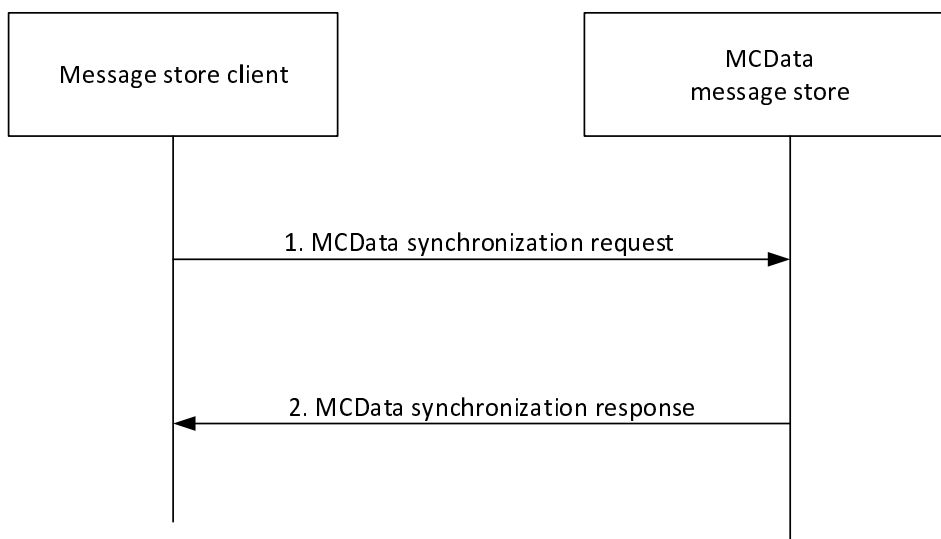 Message store client
MCData
message store
1. MCData synchronization request
2. MCData synchronization response